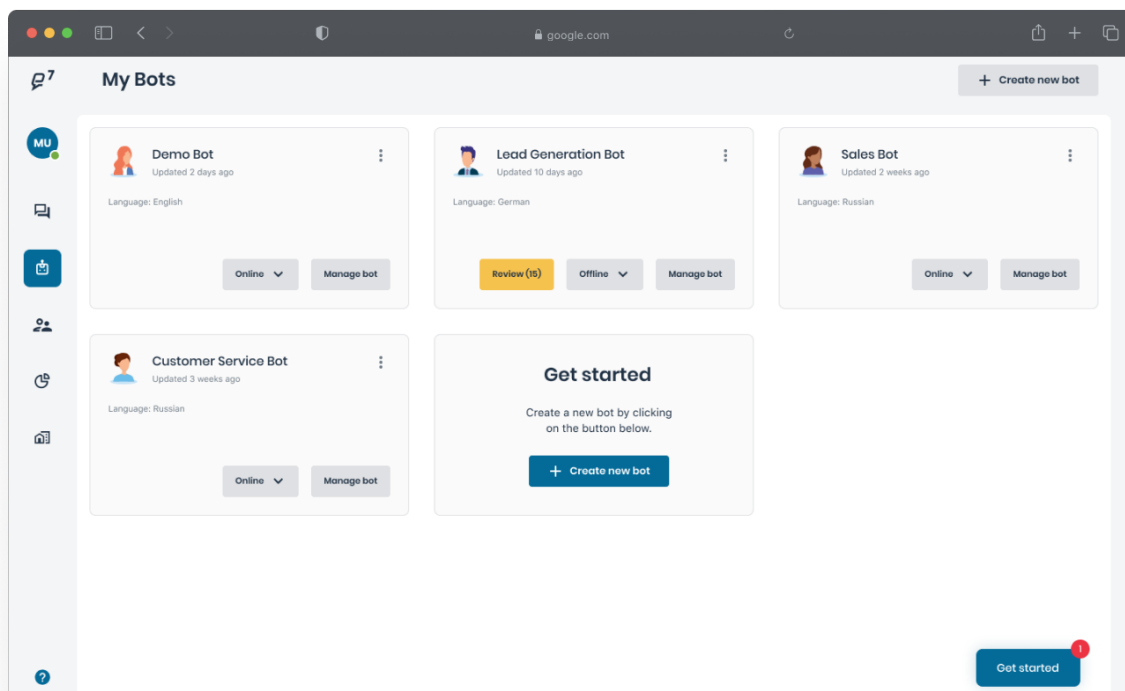 google.com
7
My Bots
+ Create new bot
MU
Demo Bot
Updated 2 days ago
Language: English
Online
Manage bot
Lead Generation Bot
Updated 10 days ago
Language: German
Review (15)
Offline
Manage bot
Sales Bot
Updated 2 weeks ago
Language: Russian
Online
Manage bot
Customer Service Bot
Updated 3 weeks ago
Language: Russian
Online
Manage bot
Get started
Create a new bot by clicking
on the button below.
+ Create new bot
?
1
Get started